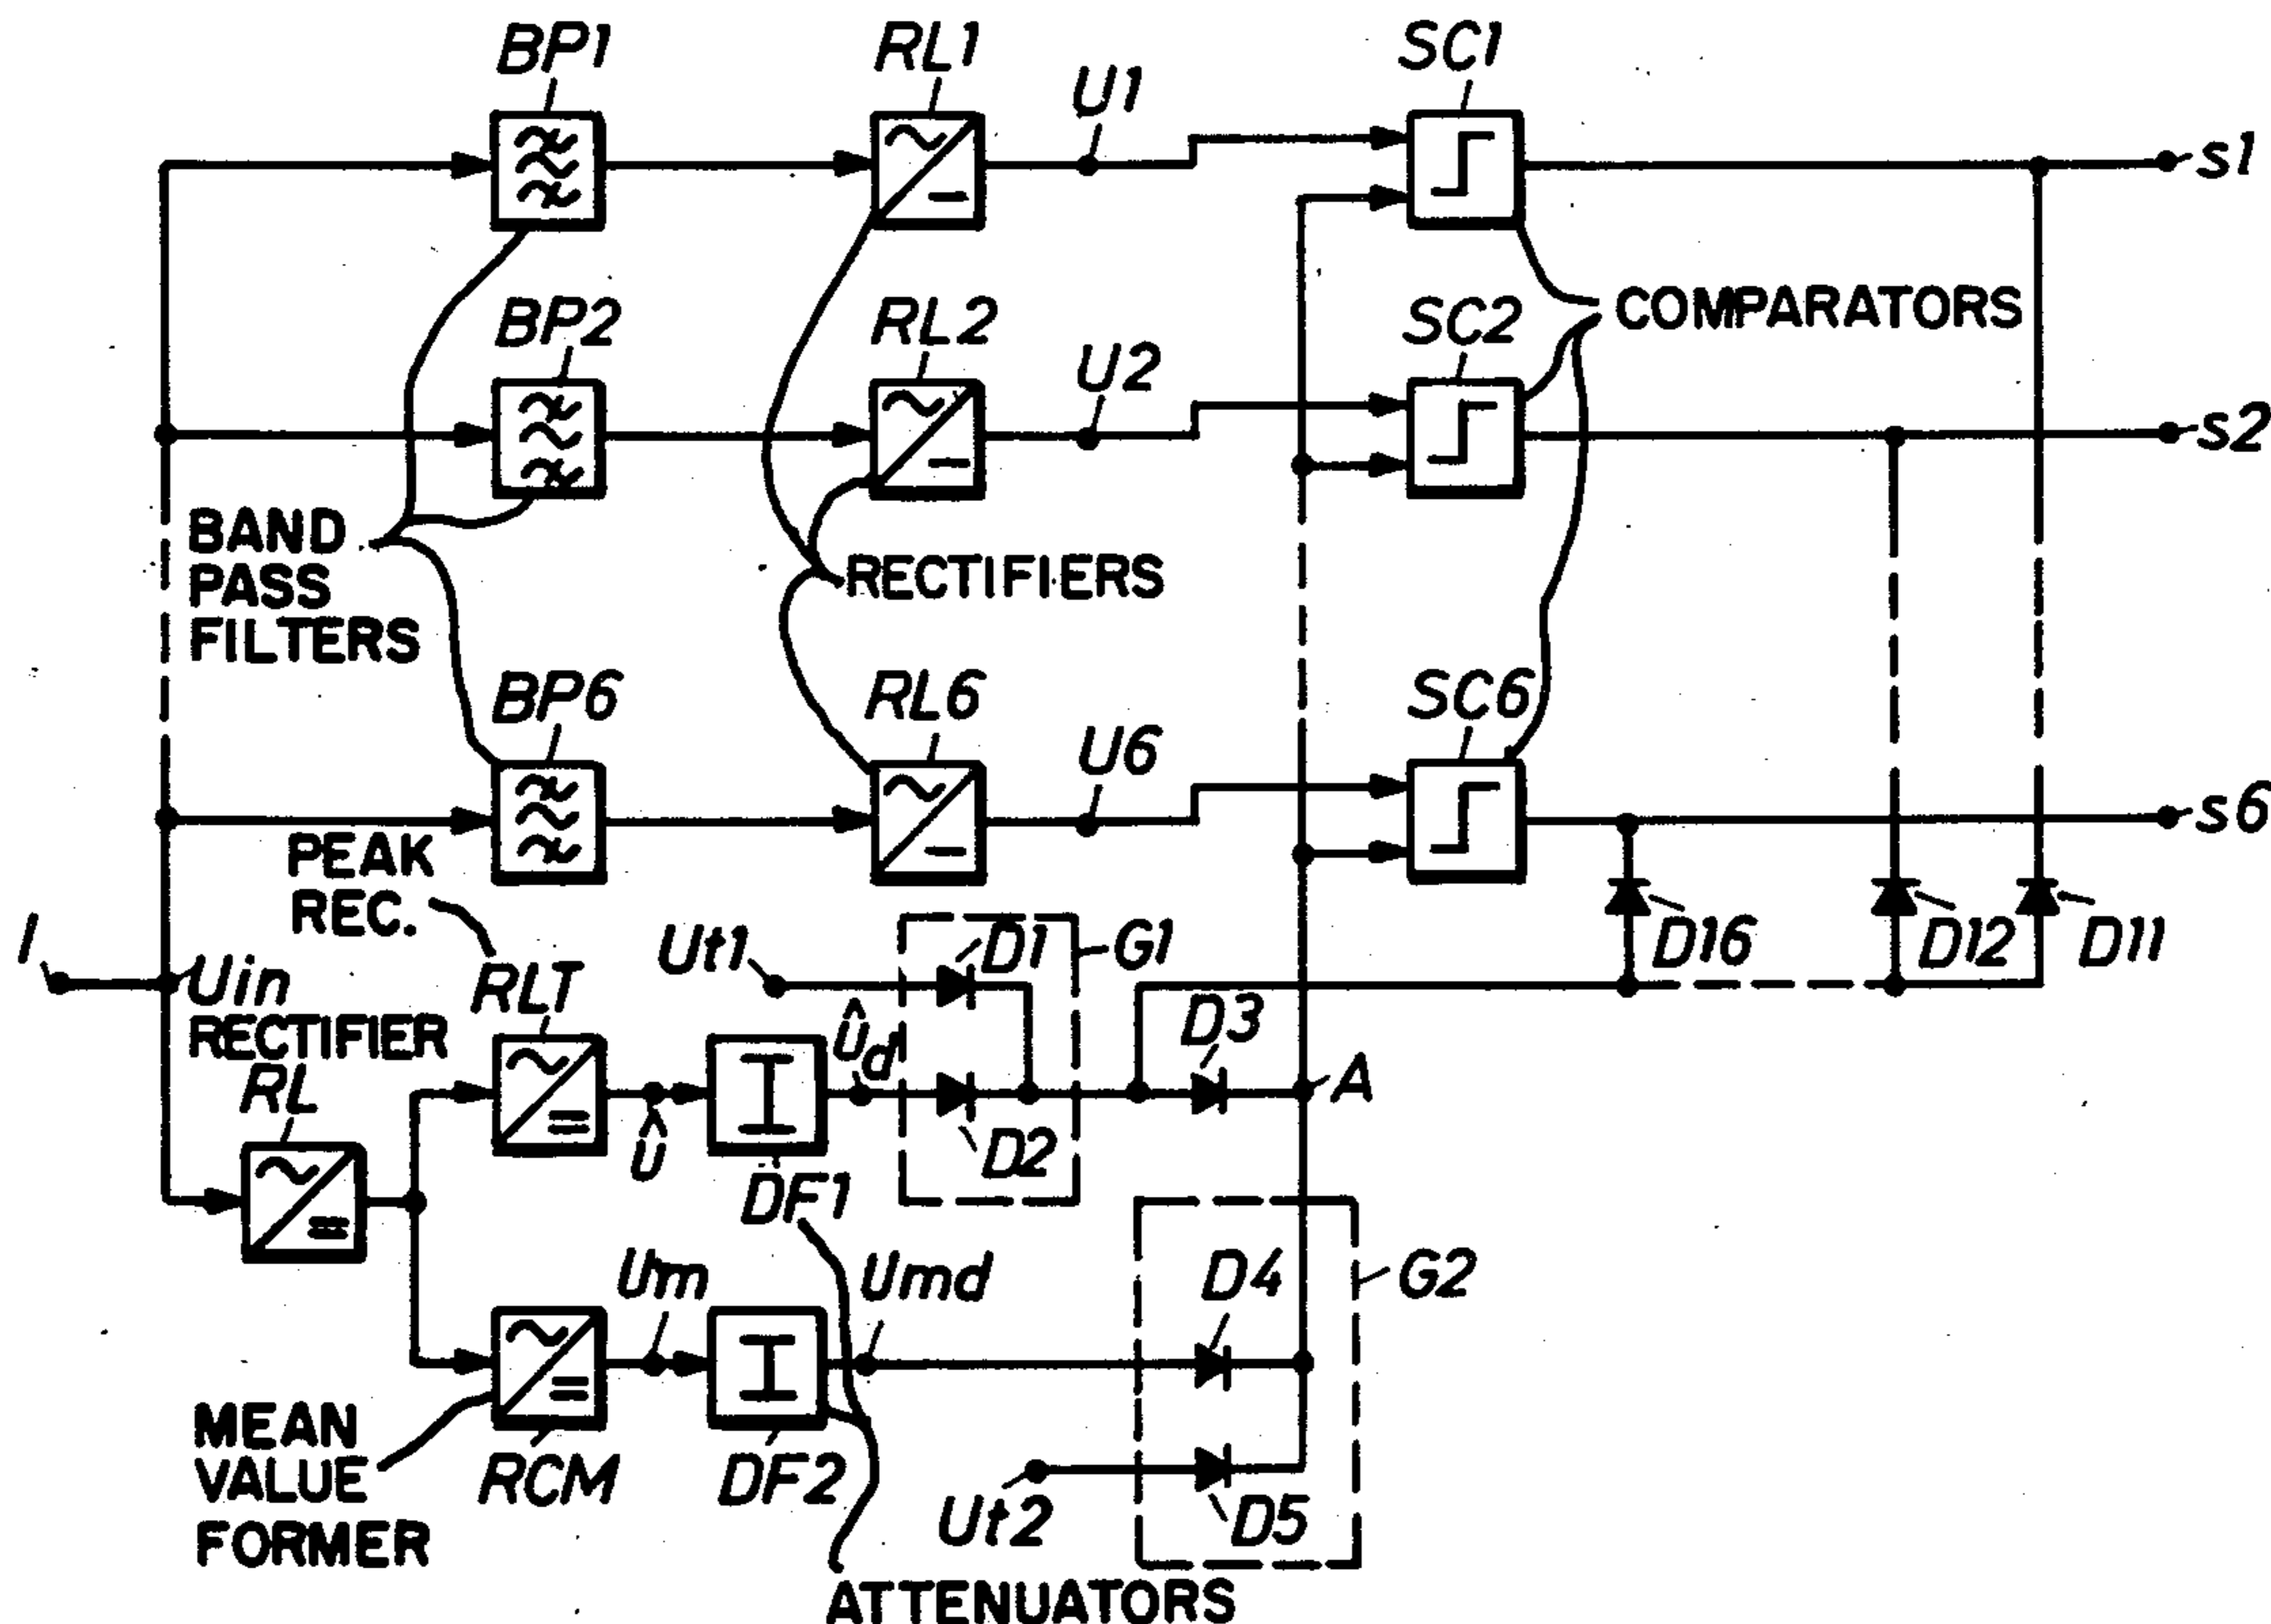 BP1
RL1
U1
SC1
s1
BP2
RL2
U2
SC2
COMPARATORS
s2
BAND
PASS
FILTERS
RECTIFIERS
BP6
RL6
U6
SC6
s6
PEAK
REC.
I
Uin
RLT
Ut1
D1
G1
D16
D12
D11
RECTIFIER
RL
Û
DF1
Ûd
D2
D3
A
Um
Umd
D4
G2
MEAN
VALUE
FORMER
RCM
DF2
Ut2
D5
ATTENUATORS